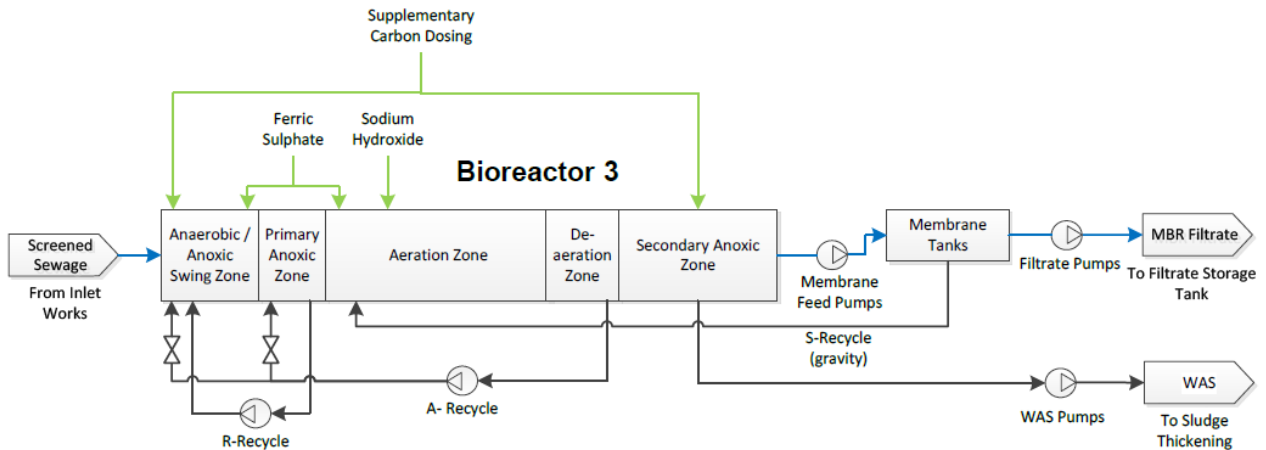 Supplementary
Carbon Dosing
Ferric
Sulphate
Sodium
Hydroxide
Bioreactor 3
Screened
Sewage
From Inlet
Works
Anaerobic /
Anoxic
Swing Zone
Primary
Anoxic
Zone
Aeration Zone
De-
aeration
Zone
Secondary Anoxic
Zone
Membrane
Feed Pumps
Membrane
Tanks
Filtrate Pumps
MBR Filtrate
To Filtrate Storage
Tank
S-Recycle
(gravity)
A- Recycle
R-Recycle
WAS Pumps
WAS
To Sludge
Thickening